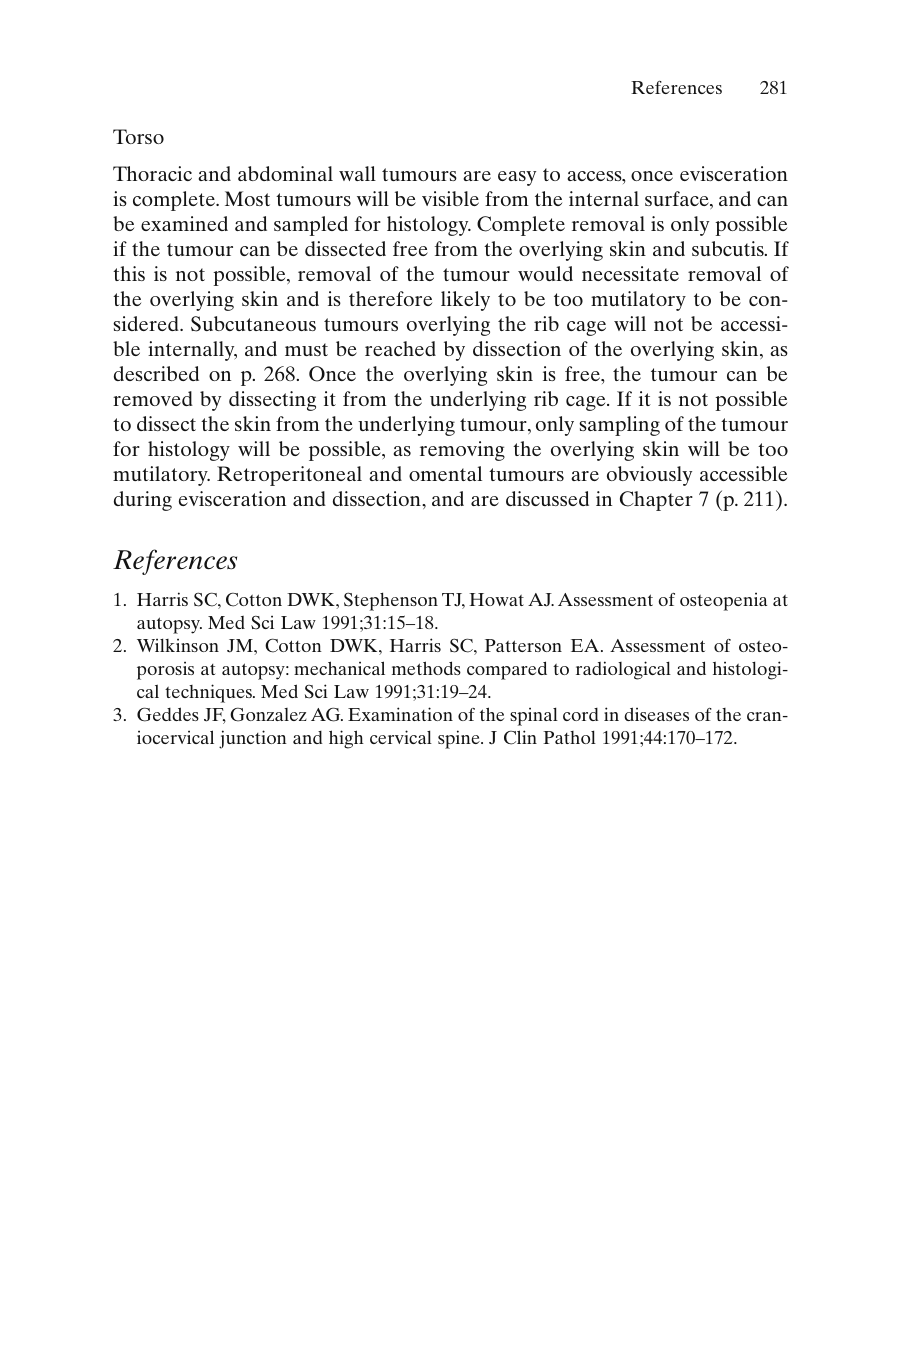 References 281
Torso
Thoracic and abdominal wall tumours are easy to access, once evisceration
is complete. Most tumours will be visible from the internal surface, and can
be examined and sampled for histology. Complete removal is only possible
if the tumour can be dissected free from the overlying skin and subcutis. If
this is not possible, removal of the tumour would necessitate removal of
the overlying skin and is therefore likely to be too mutilatory to be con-
sidered. Subcutaneous tumours overlying the rib cage will not be accessi-
ble internally, and must be reached by dissection of the overlying skin, as
described on p. 268. Once the overlying skin is free, the tumour can be
removed by dissecting it from the underlying rib cage. If it is not possible
to dissect the skin from the underlying tumour, only sampling of the tumour
for histology will be possible, as removing the overlying skin will be too
mutilatory. Retroperitoneal and omental tumours are obviously accessible
during evisceration and dissection, and are discussed in Chapter 7 (p. 211).
References
1. Harris SC, Cotton DWK, Stephenson TJ, Howat AJ. Assessment of osteopenia at
autopsy. Med Sci Law 1991;31:15–18.
2. Wilkinson JM, Cotton DWK, Harris SC, Patterson EA. Assessment of osteo-
porosis at autopsy: mechanical methods compared to radiological and histologi-
cal techniques. Med Sci Law 1991;31:19–24.
3. Geddes JF, Gonzalez AG. Examination of the spinal cord in diseases of the cran-
iocervical junction and high cervical spine. J Clin Pathol 1991;44:170–172.